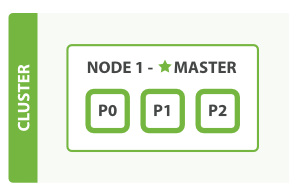 CLUSTER
NODE 1 - ★ MASTER
P0 P1 P2